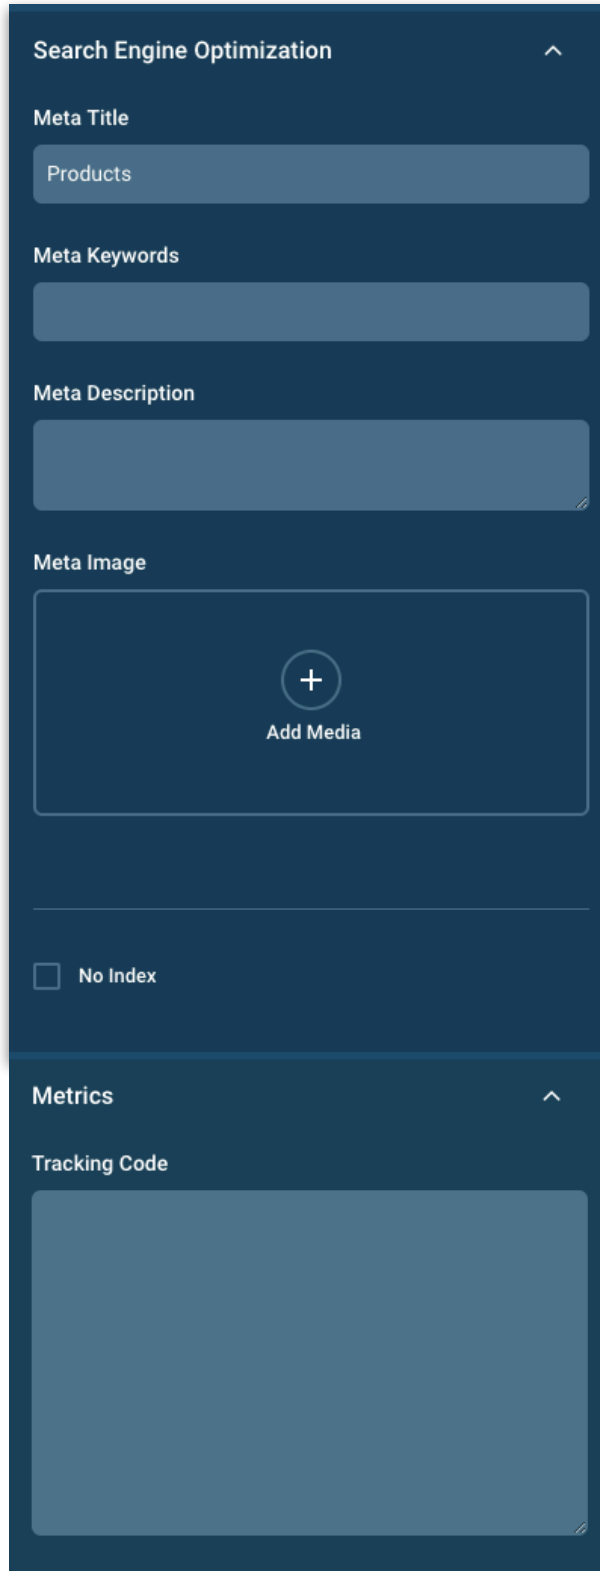 Search Engine Optimization
Meta Title
Products
Meta Keywords
Meta Description
Meta Image
Add Media
No Index
Metrics
Tracking Code